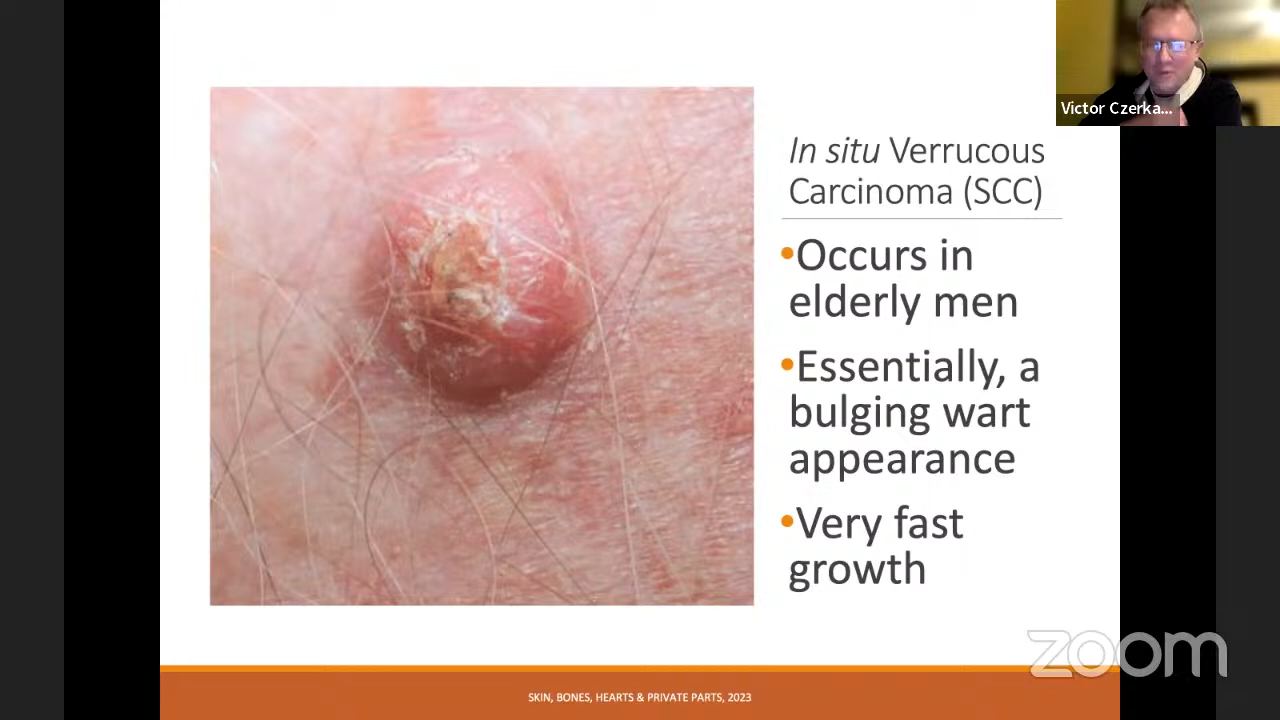 Victor Czerka...
In situ Verrucous
Carcinoma (SCC)
•Occurs in
elderly men
•Essentially, a
bulging wart
appearance
•Very fast
growth
zoom
SKIN, BONES, HEARTS & PRIVATE PARTS, 2023